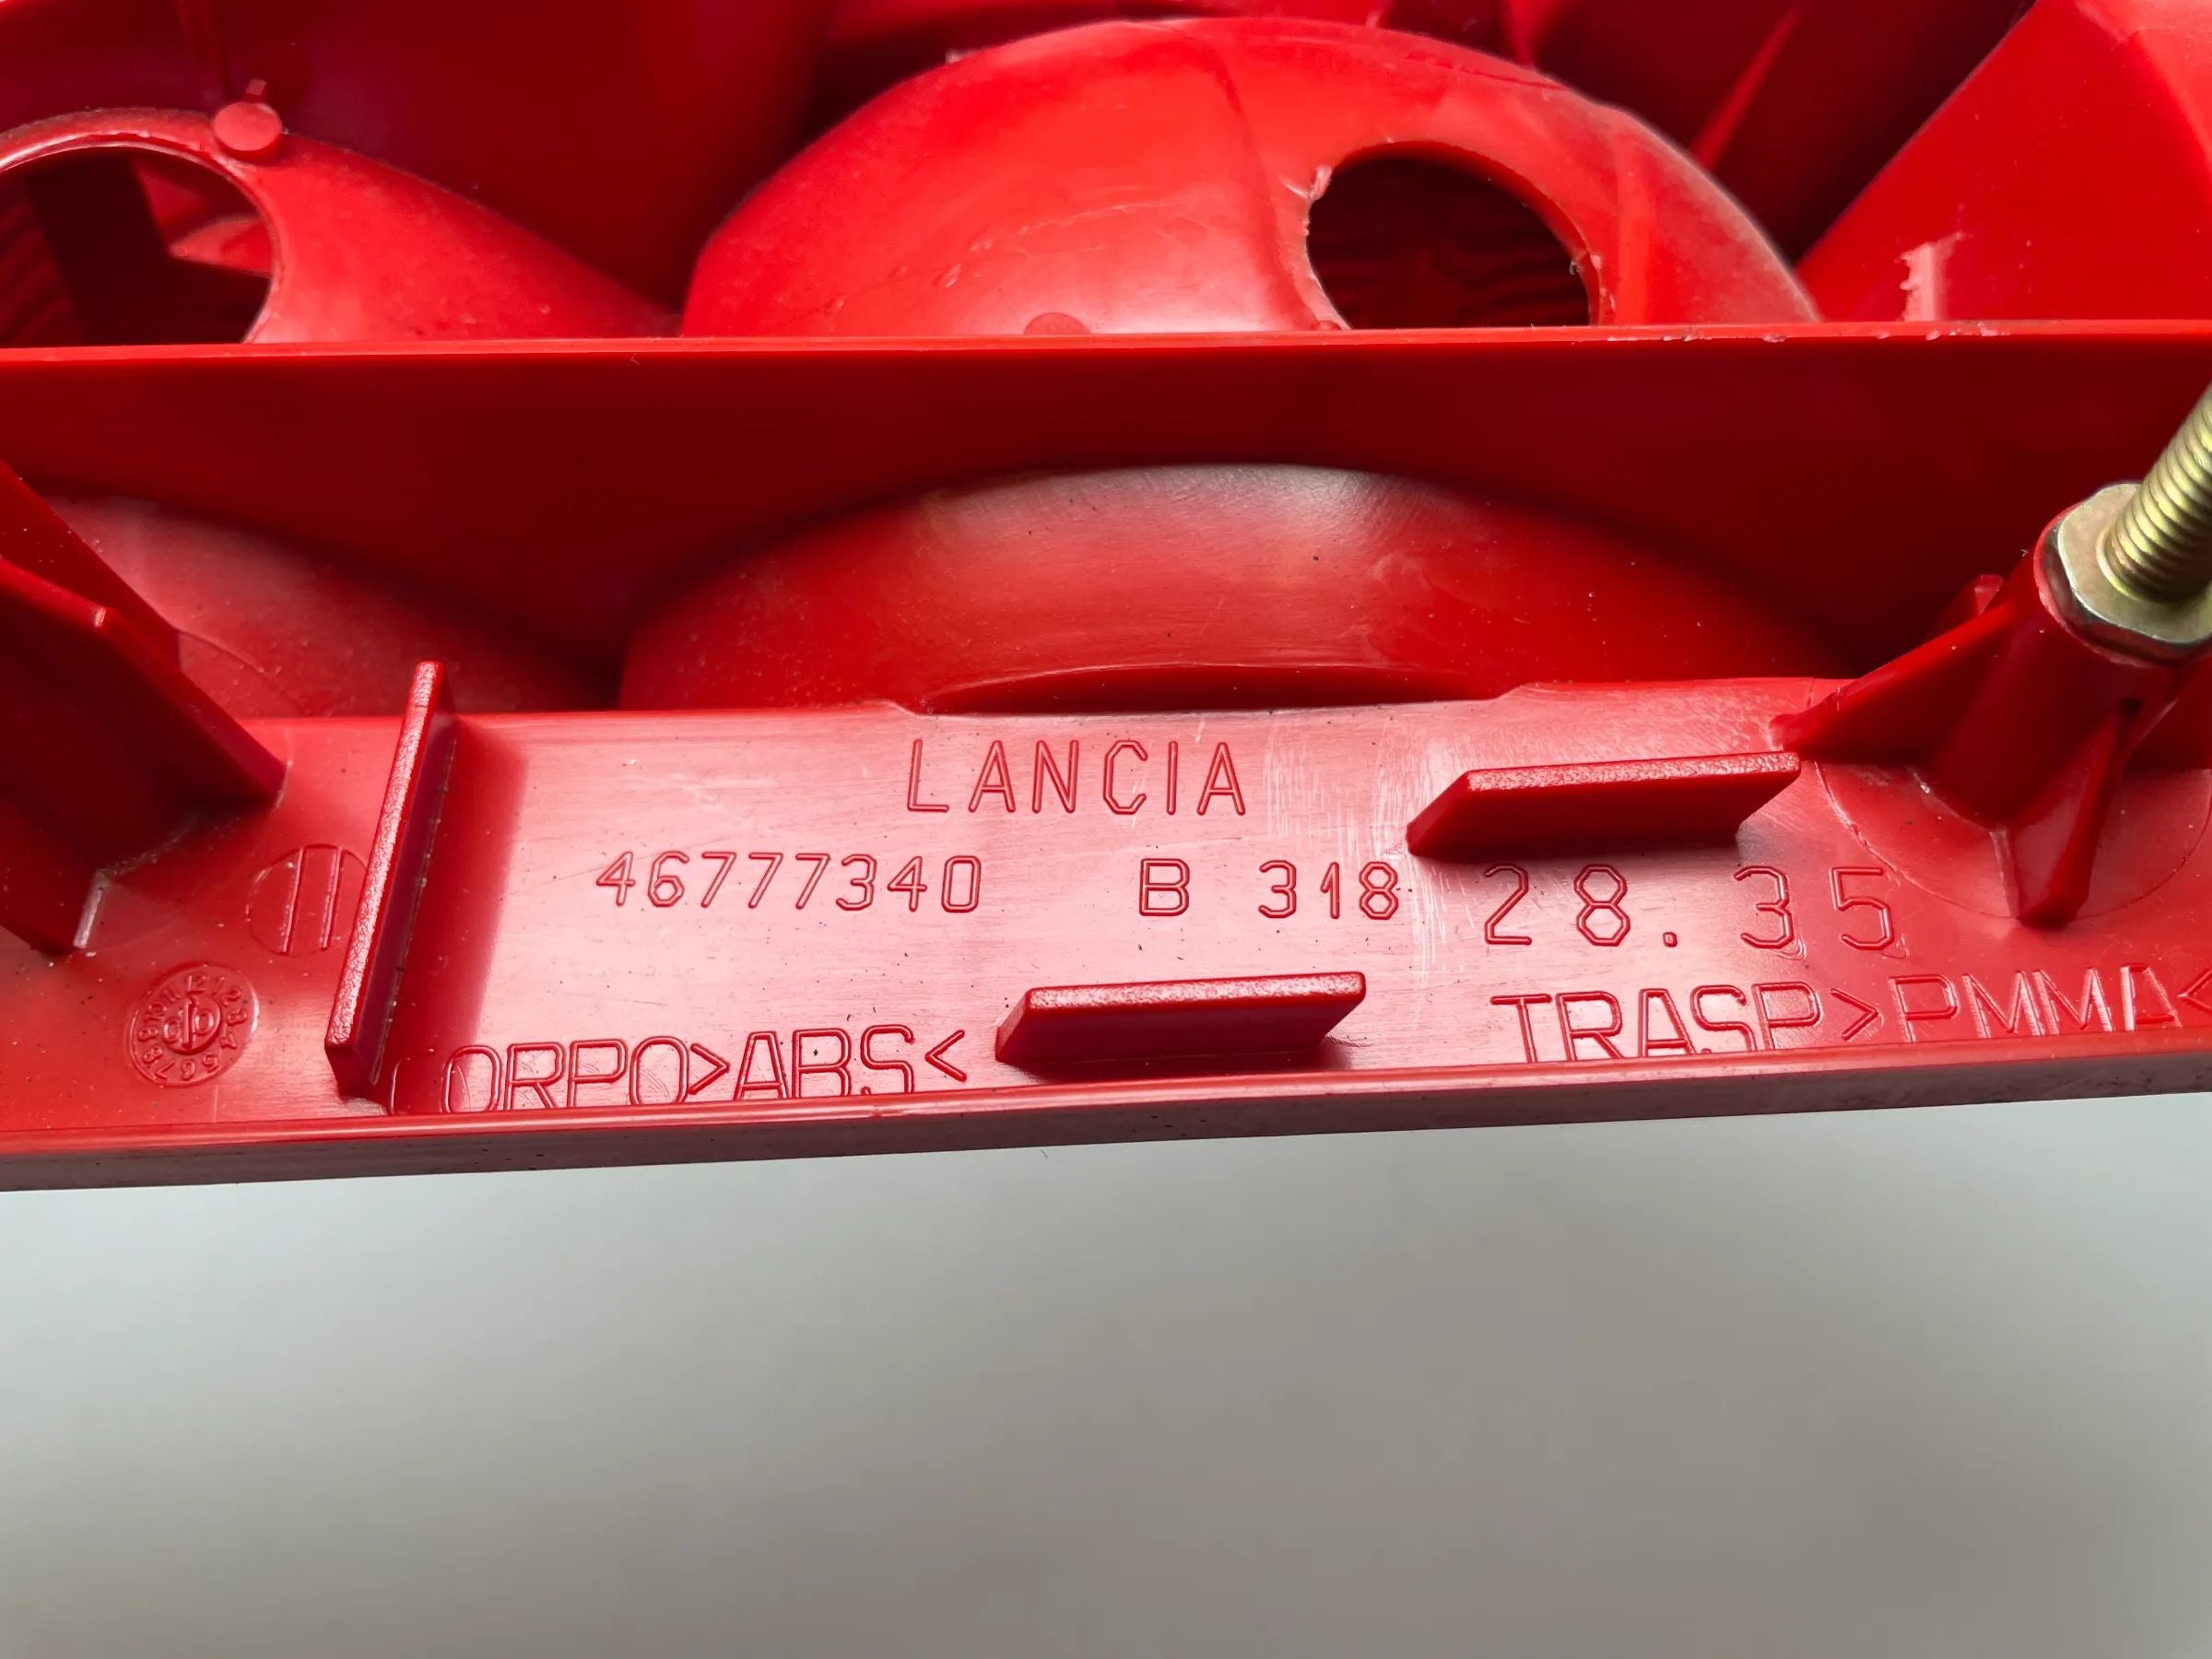 LANCIA
46777340 B 318 28.35
CORPO>ABS< TRASP>PMMA<